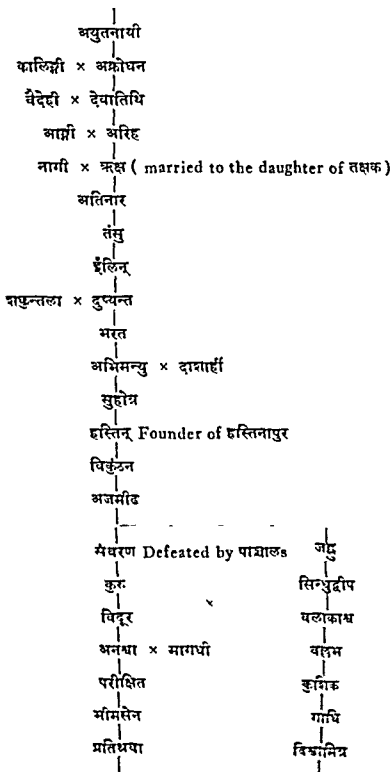 अयुतनायी
कालिङ्गी × अक्रोधन
वैदेही × देवातिथि
आङ्गी × अरिह
नागी × ऋक्ष ( married to the daughter of तक्षक )
अतिनार
तंसु
ईलिन्
शकुन्तला × दुष्यन्त
भरत
अभिमन्यु × दाशार्ही
सुहोत्र
हस्तिन् Founder of हस्तिनापुर
विकुंठन
अजमीढ
संवरण Defeated by पाञ्चालs जह्नु
कुरु सिन्धुद्वीप
विदूर बलाकाश्व
अनश्वा × मागधी वल्लभ
परीक्षित कुशिक
भीमसेन गाधि
प्रतिश्रवा विश्वामित्र